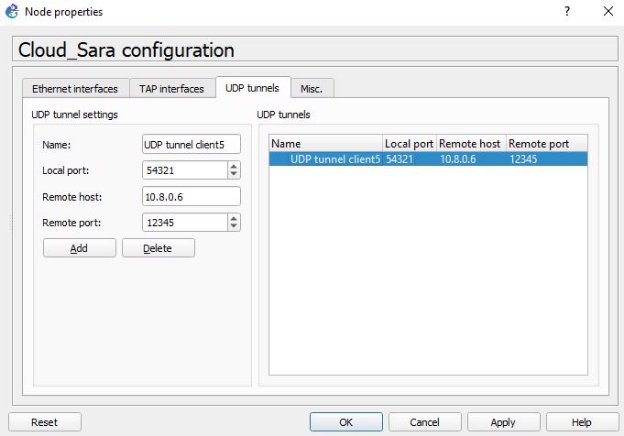 Node properties
?
Cloud_Sara configuration
Ethernet interfaces TAP interfaces UDP tunnels Misc.
UDP tunnel settings
Name: UDP tunnel client5
Local port: 54321
Remote host: 10.8.0.6
Remote port: 12345
Add Delete
UDP tunnels
Name Local port Remote host Remote port
UDP tunnel client5 54321 10.8.0.6 12345
Reset OK Cancel Apply Help